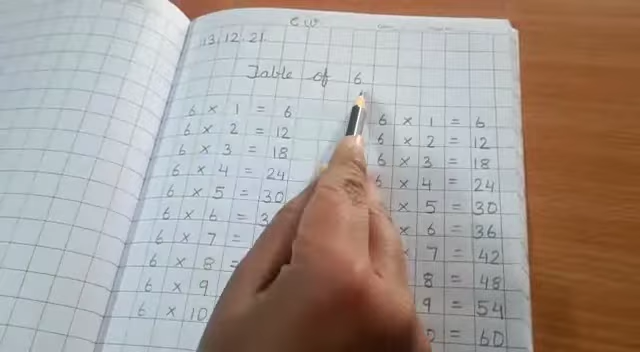 C W
13.12.21
Table of 6
6 × 1 = 6
6 × 2 = 12
6 × 3 = 18
6 × 4 = 24
6 × 5 = 30
6 × 6 = 3
6 × 7 =
6 × 8 =
6 × 9
6 × 10
6 × 1 = 6
6 × 2 = 12
6 × 3 = 18
6 × 4 = 24
× 5 = 30
× 6 = 36
× 7 = 42
8 = 48
9 = 54
0 = 60